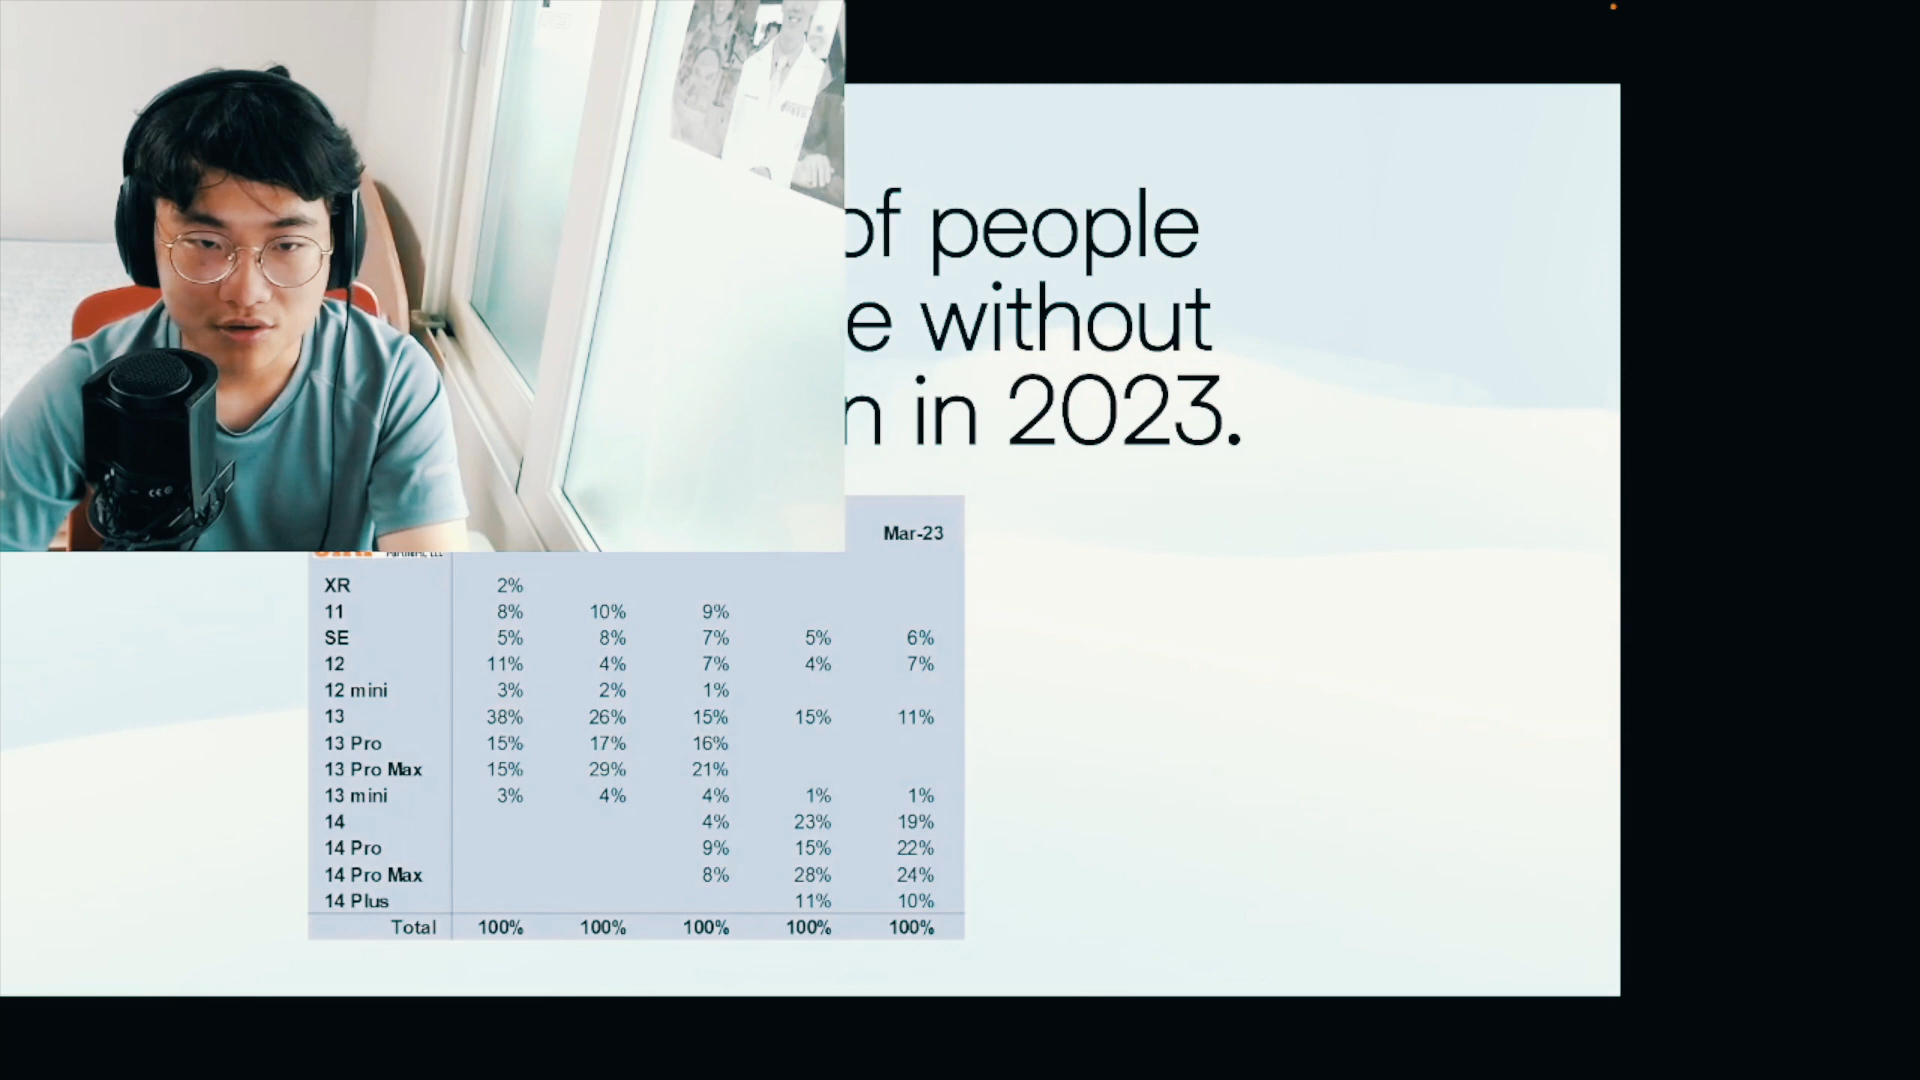 of people
e without
n in 2023.
Mar-23
Partners, LLC
XR 2%
11 8% 10% 9%
SE 5% 8% 7% 5% 6%
12 11% 4% 7% 4% 7%
12 mini 3% 2% 1%
13 38% 26% 15% 15% 11%
13 Pro 15% 17% 16%
13 Pro Max 15% 29% 21%
13 mini 3% 4% 4% 1% 1%
14 4% 23% 19%
14 Pro 9% 15% 22%
14 Pro Max 8% 28% 24%
14 Plus 11% 10%
Total 100% 100% 100% 100% 100%